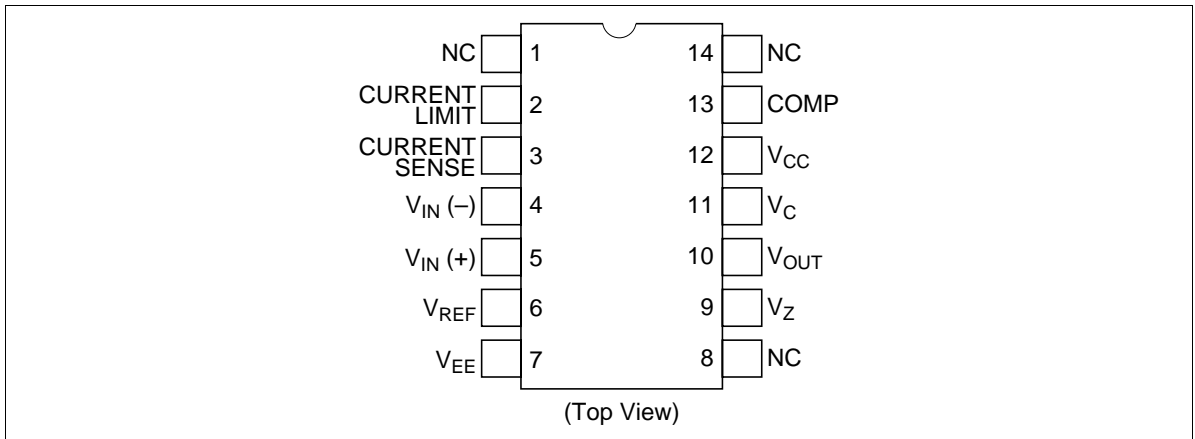 NC 1 14 NC
CURRENT
LIMIT 2 13 COMP
CURRENT
SENSE 3 12 VCC
VIN (–) 4 11 VC
VIN (+) 5 10 VOUT
VREF 6 9 VZ
VEE 7 8 NC
(Top View)